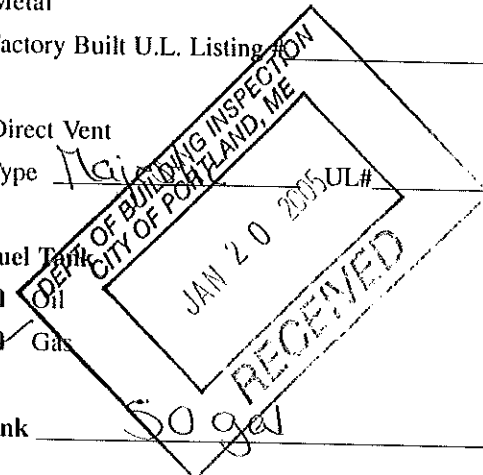 Metal
Factory Built U.L. Listing #
Direct Vent
Type UL#
DEPT. OF BUILDING INSPECTION
CITY OF PORTLAND, ME
JAN 20 2005
RECEIVED
Fuel Tank
Oil
Gas
50 gal